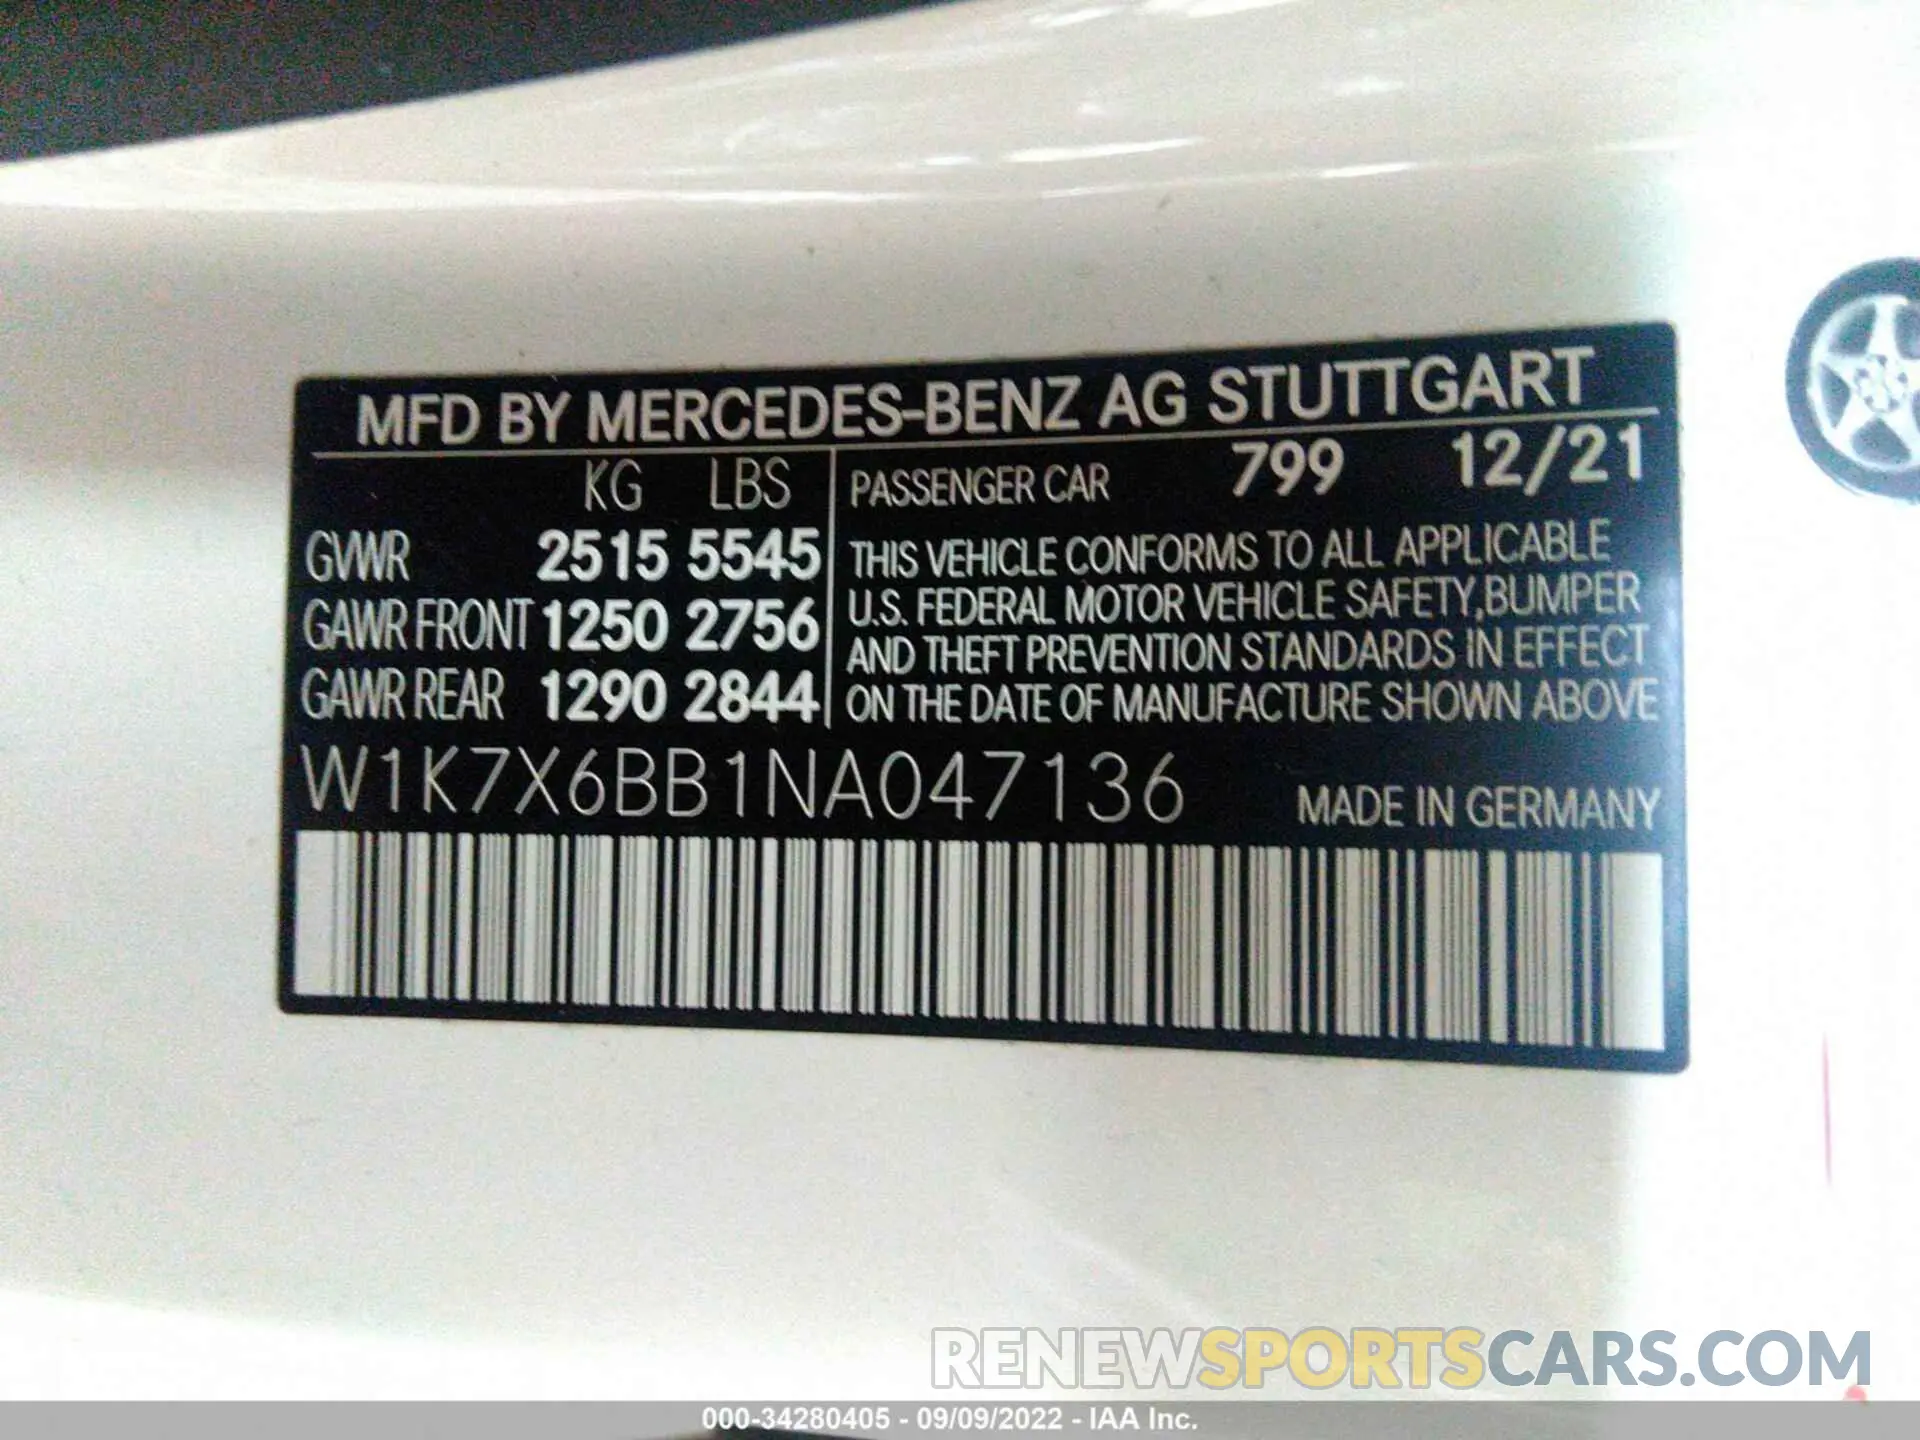 MFD BY MERCEDES-BENZ AG STUTTGART
KG LBS
GVWR 2515 5545
GAWR FRONT 1250 2756
GAWR REAR 1290 2844
PASSENGER CAR 799 12/21
THIS VEHICLE CONFORMS TO ALL APPLICABLE
U.S. FEDERAL MOTOR VEHICLE SAFETY,BUMPER
AND THEFT PREVENTION STANDARDS IN EFFECT
ON THE DATE OF MANUFACTURE SHOWN ABOVE
W1K7X6BB1NA047136
MADE IN GERMANY
RENEWSPORTSCARS.COM
000-34280405 - 09/09/2022 - IAA Inc.